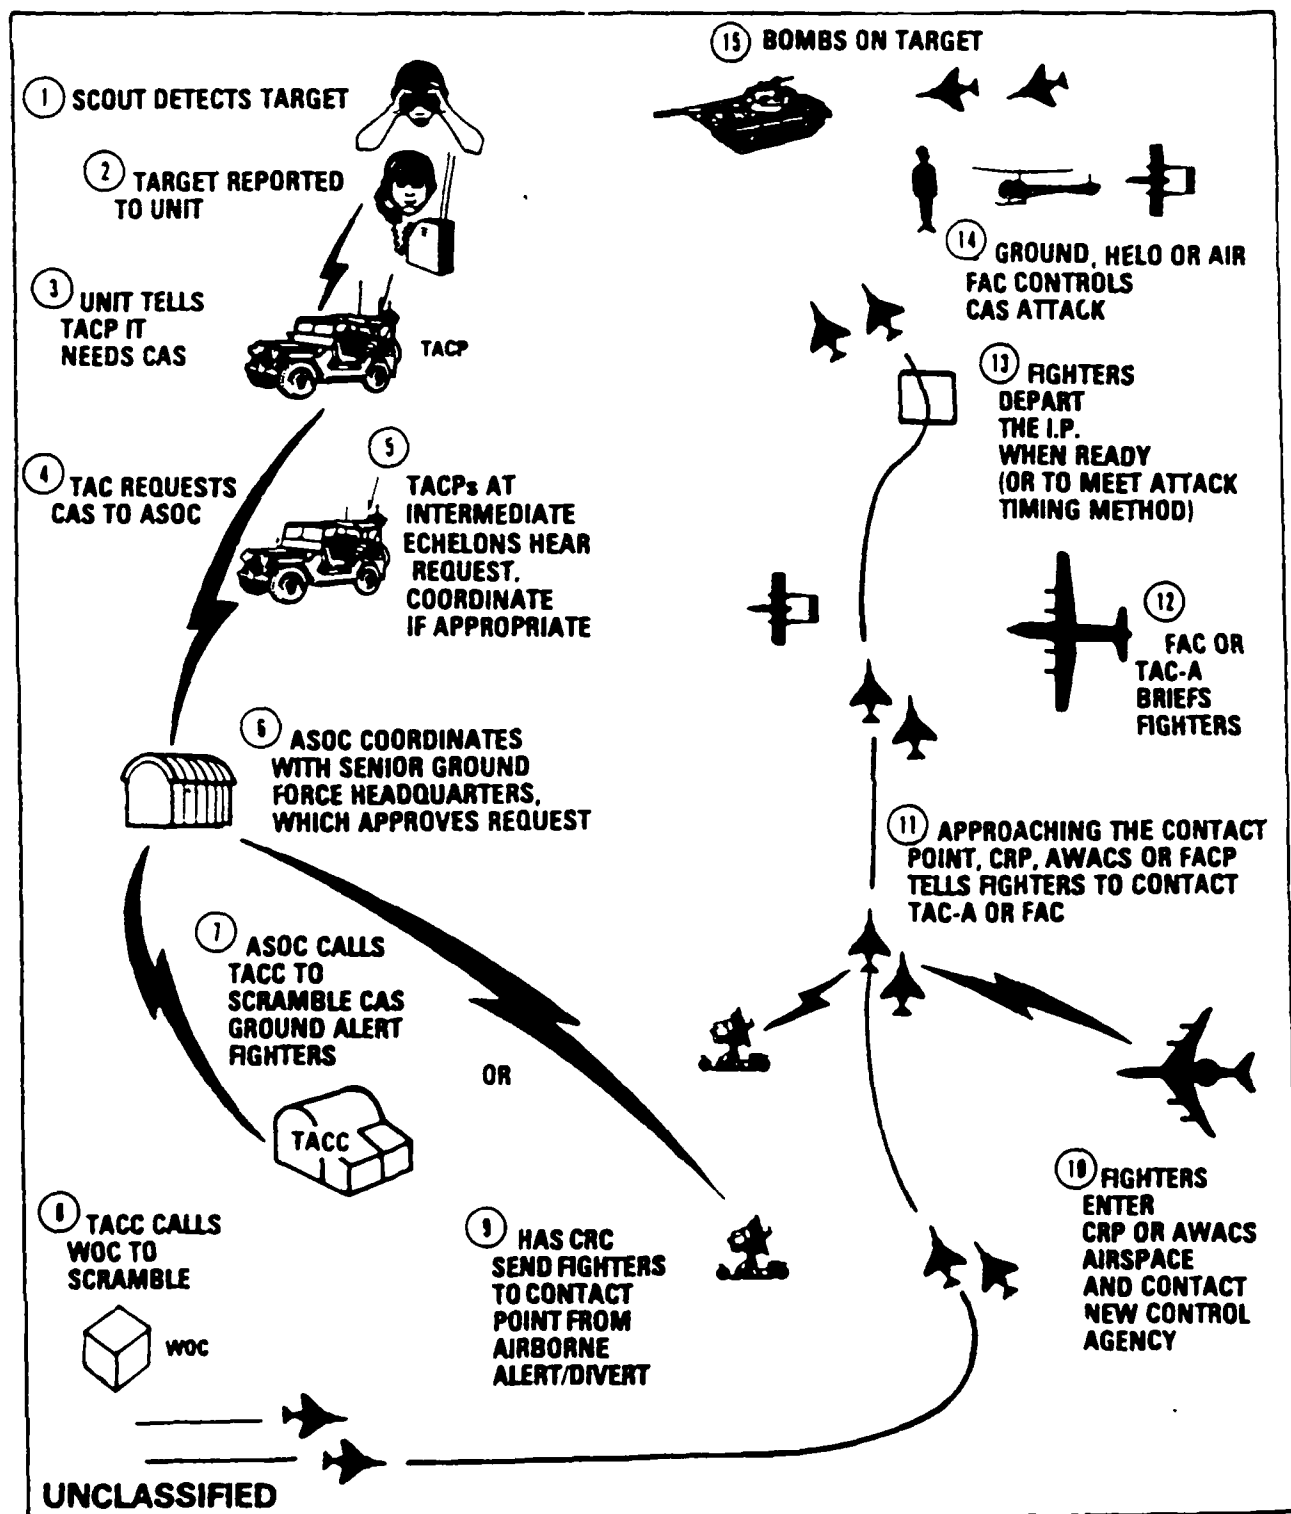 1 SCOUT DETECTS TARGET
2 TARGET REPORTED
TO UNIT
3 UNIT TELLS
TACP IT
NEEDS CAS
TACP
4 TAC REQUESTS
CAS TO ASOC
5
TACPs AT
INTERMEDIATE
ECHELONS HEAR
REQUEST,
COORDINATE
IF APPROPRIATE
6 ASOC COORDINATES
WITH SENIOR GROUND
FORCE HEADQUARTERS,
WHICH APPROVES REQUEST
7 ASOC CALLS
TACC TO
SCRAMBLE CAS
GROUND ALERT
FIGHTERS
OR
TACC
8 TACC CALLS
WOC TO
SCRAMBLE
WOC
9 HAS CRC
SEND FIGHTERS
TO CONTACT
POINT FROM
AIRBORNE
ALERT/DIVERT
10 FIGHTERS
ENTER
CRP OR AWACS
AIRSPACE
AND CONTACT
NEW CONTROL
AGENCY
11 APPROACHING THE CONTACT
POINT, CRP, AWACS OR FACP
TELLS FIGHTERS TO CONTACT
TAC-A OR FAC
12
FAC OR
TAC-A
BRIEFS
FIGHTERS
13 FIGHTERS
DEPART
THE I.P.
WHEN READY
(OR TO MEET ATTACK
TIMING METHOD)
14 GROUND, HELO OR AIR
FAC CONTROLS
CAS ATTACK
15 BOMBS ON TARGET
UNCLASSIFIED